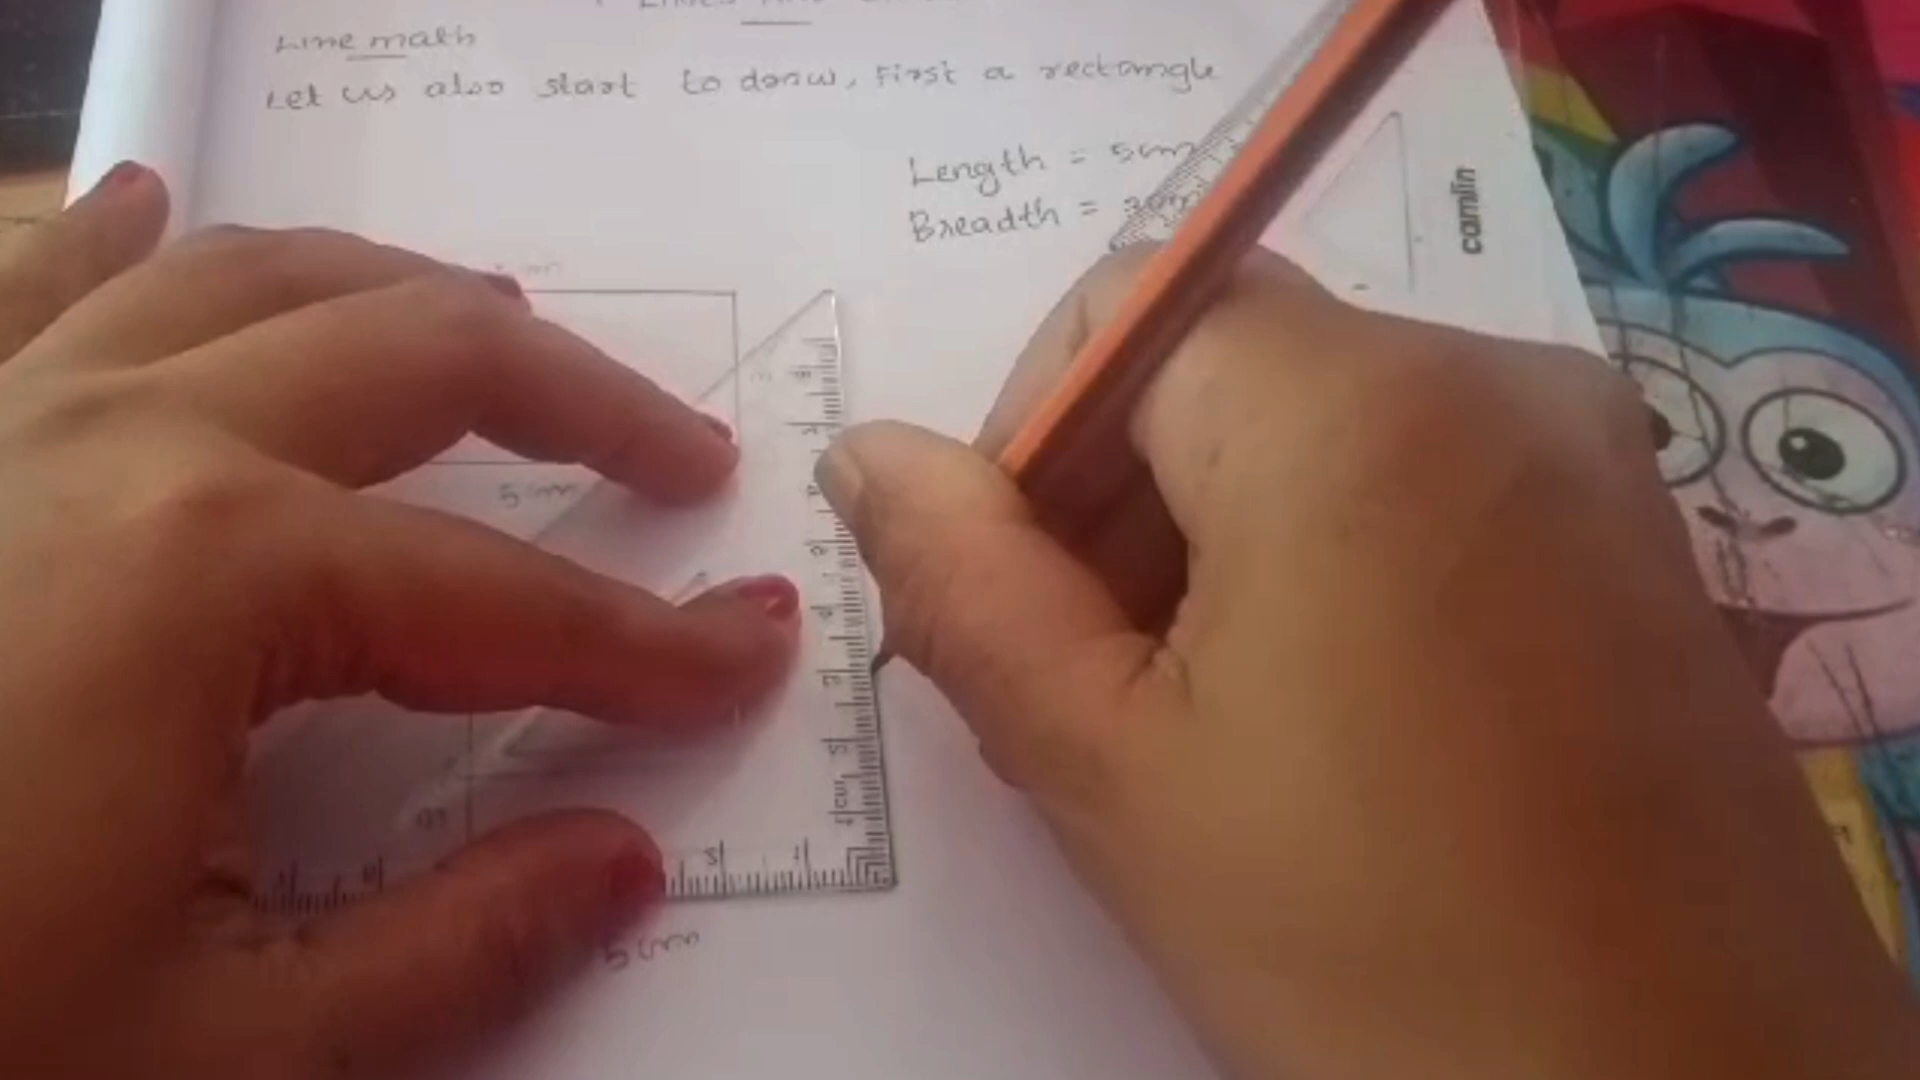 Line math
Let us also start to draw, First a rectangle
Length = 5cm
Breadth =
camlin
5cm
5cm